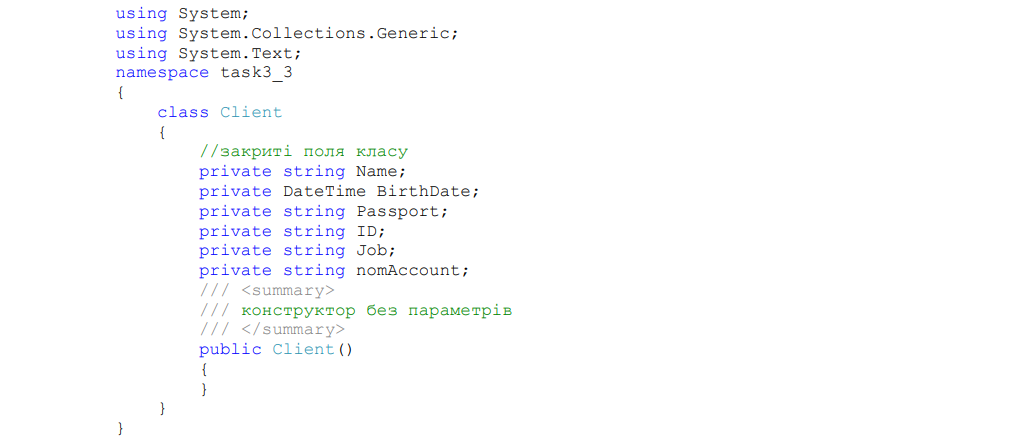 using System;
using System.Collections.Generic;
using System.Text;
namespace task3_3
{
    class Client
    {
        //закриті поля класу
        private string Name;
        private DateTime BirthDate;
        private string Passport;
        private string ID;
        private string Job;
        private string nomAccount;
        /// <summary>
        /// конструктор без параметрів
        /// </summary>
        public Client()
        {
        }
    }
}